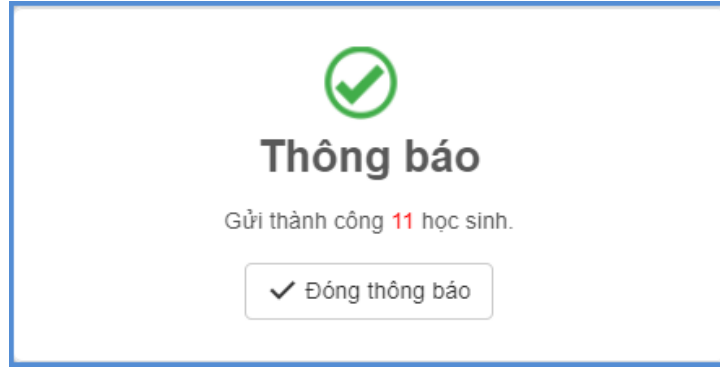 Thông báo
Gửi thành công 11 học sinh.
Đóng thông báo